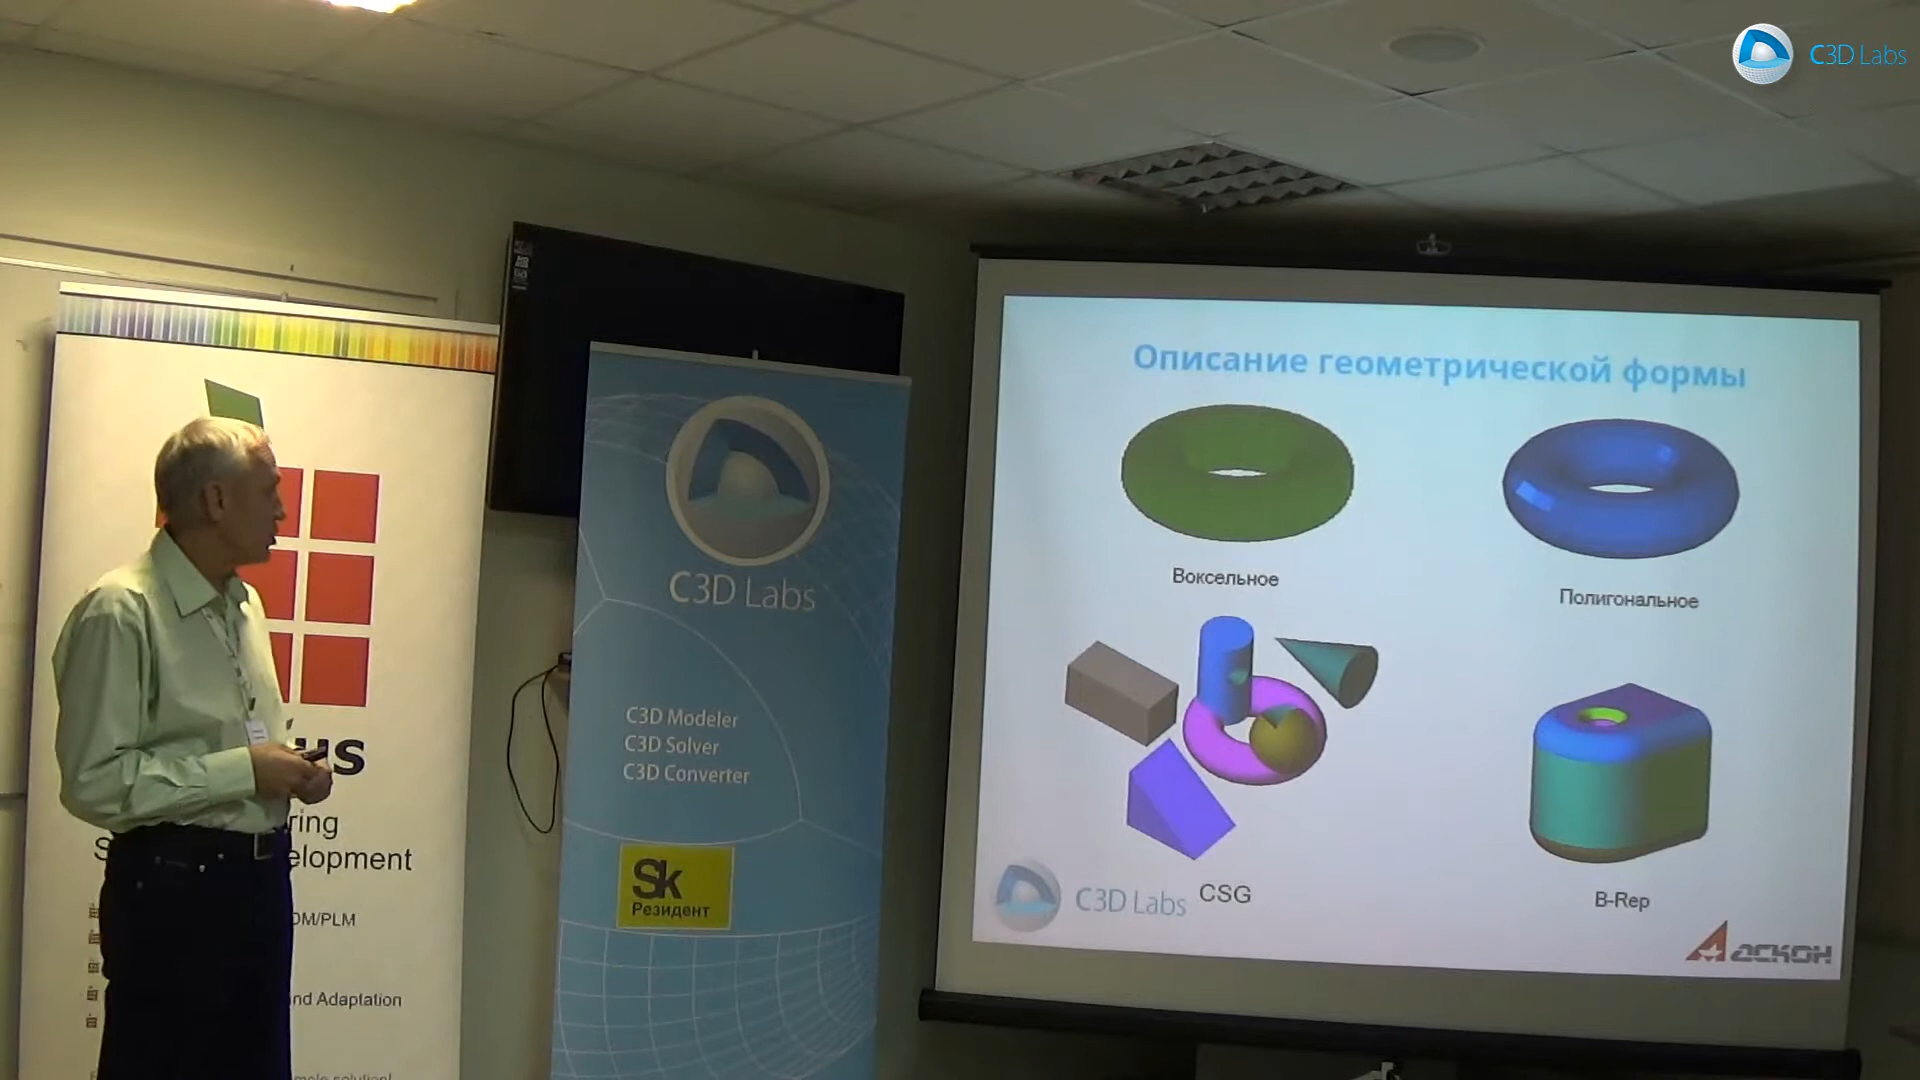 C3D Labs
us
ring
S elopment
DM/PLM
nd Adaptation
C3D Labs
C3D Modeler
C3D Solver
C3D Converter
Sk
Резидент
Описание геометрической формы
Воксельное
Полигональное
CSG
B-Rep
C3D Labs
АСКОН